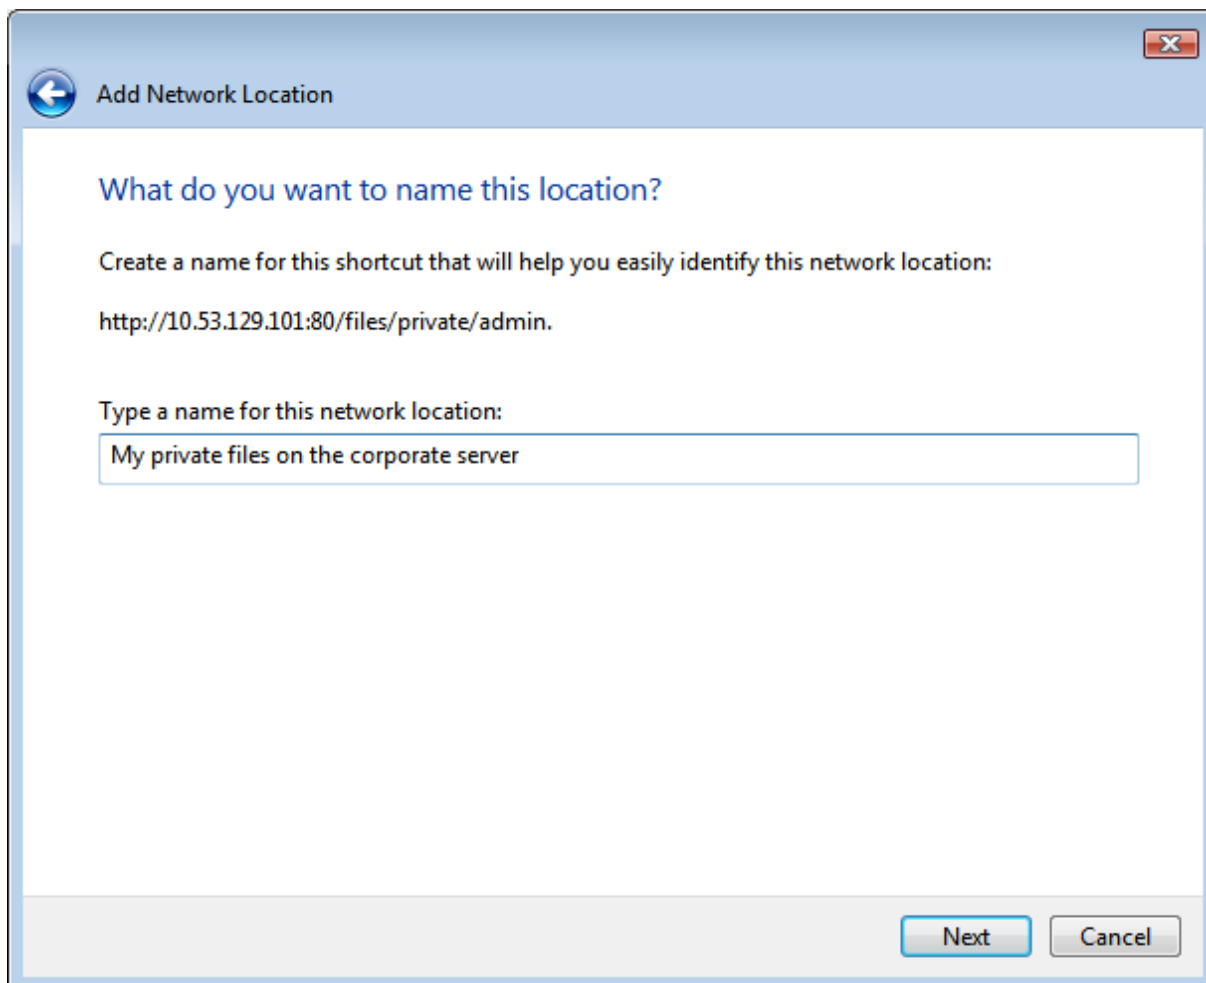 Add Network Location
What do you want to name this location?
Create a name for this shortcut that will help you easily identify this network location:
http://10.53.129.101:80/files/private/admin.
Type a name for this network location:
My private files on the corporate server
Next
Cancel